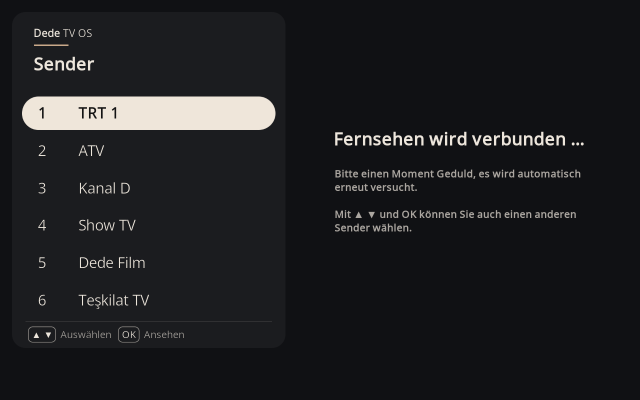 Dede TV OS
Sender
1 TRT 1
2 ATV
3 Kanal D
4 Show TV
5 Dede Film
6 Teşkilat TV
▲ ▼ Auswählen OK Ansehen
Fernsehen wird verbunden ...
Bitte einen Moment Geduld, es wird automatisch
erneut versucht.
Mit ▲ ▼ und OK können Sie auch einen anderen
Sender wählen.